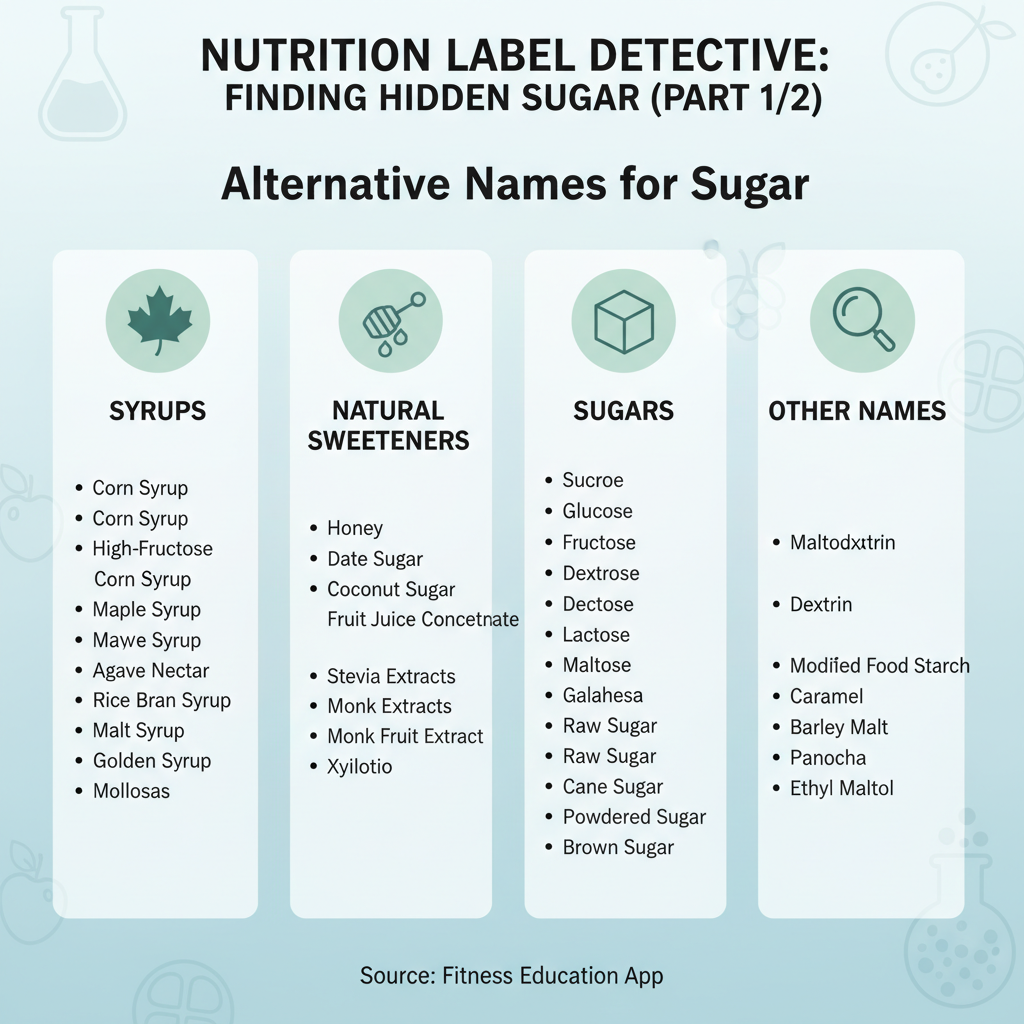 NUTRITION LABEL DETECTIVE:
FINDING HIDDEN SUGAR (PART 1/2)
Alternative Names for Sugar
SYRUPS
• Corn Syrup
• Corn Syrup
• High-Fructose
Corn Syrup
• Maple Syrup
• Mawe Syrup
• Agave Nectar
• Rice Bran Syrup
• Malt Syrup
• Golden Syrup
• Mollosas
NATURAL
SWEETENERS
• Honey
• Date Sugar
• Coconut Sugar
Fruit Juice Concetnate
• Stevia Extracts
• Monk Extracts
• Monk Fruit Extract
• Xyilotio
SUGARS
• Sucroe
• Glucose
• Fructose
• Dextrose
• Dectose
• Lactose
• Maltose
• Galahesa
• Raw Sugar
• Raw Sugar
• Cane Sugar
• Powdered Sugar
• Brown Sugar
OTHER NAMES
• Maltodxtrin
• Dextrin
• Modified Food Starch
• Caramel
• Barley Malt
• Panocha
• Ethyl Maltol
Source: Fitness Education App